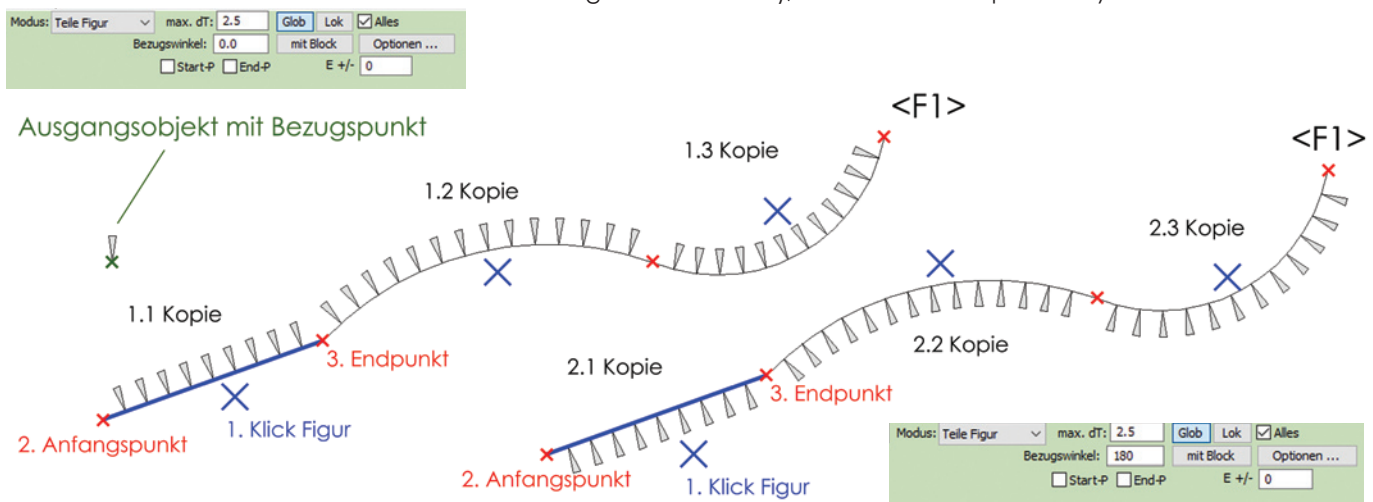 Modus: Teile Figur max. dT: 2.5 Glob Lok Alles
Bezugswinkel: 0.0 mit Block Optionen ...
Start-P End-P E +/- 0
Ausgangsobjekt mit Bezugspunkt
<F1>
<F1>
1.3 Kopie
1.2 Kopie
2.3 Kopie
1.1 Kopie
3. Endpunkt
2.2 Kopie
2.1 Kopie
3. Endpunkt
2. Anfangspunkt
1. Klick Figur
2. Anfangspunkt
1. Klick Figur
Modus: Teile Figur max. dT: 2.5 Glob Lok Alles
Bezugswinkel: 180 mit Block Optionen ...
Start-P End-P E +/- 0